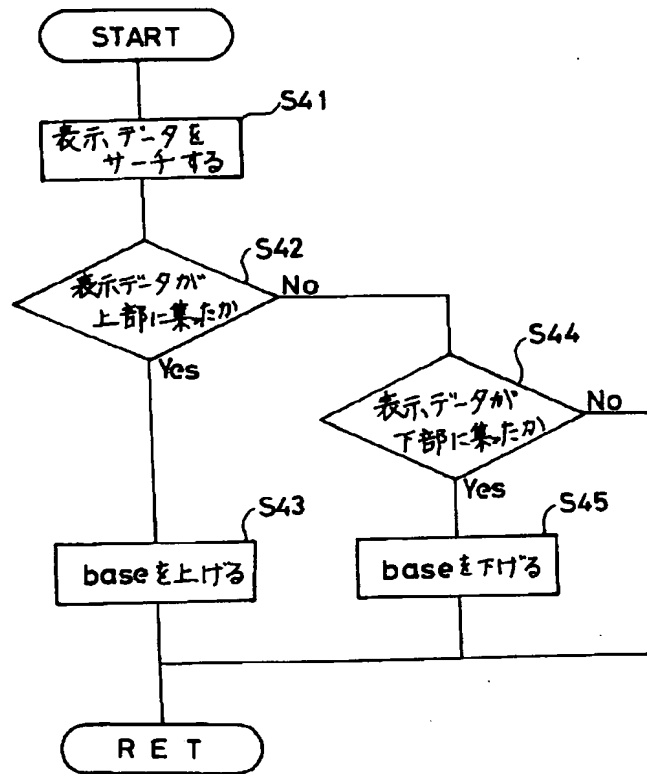 START
S41
表示データを
サーチする
S42
表示データが
上部に集ったか
No
Yes
S44
表示データが
下部に集ったか
No
Yes
S43
baseを上げる
S45
baseを下げる
RET